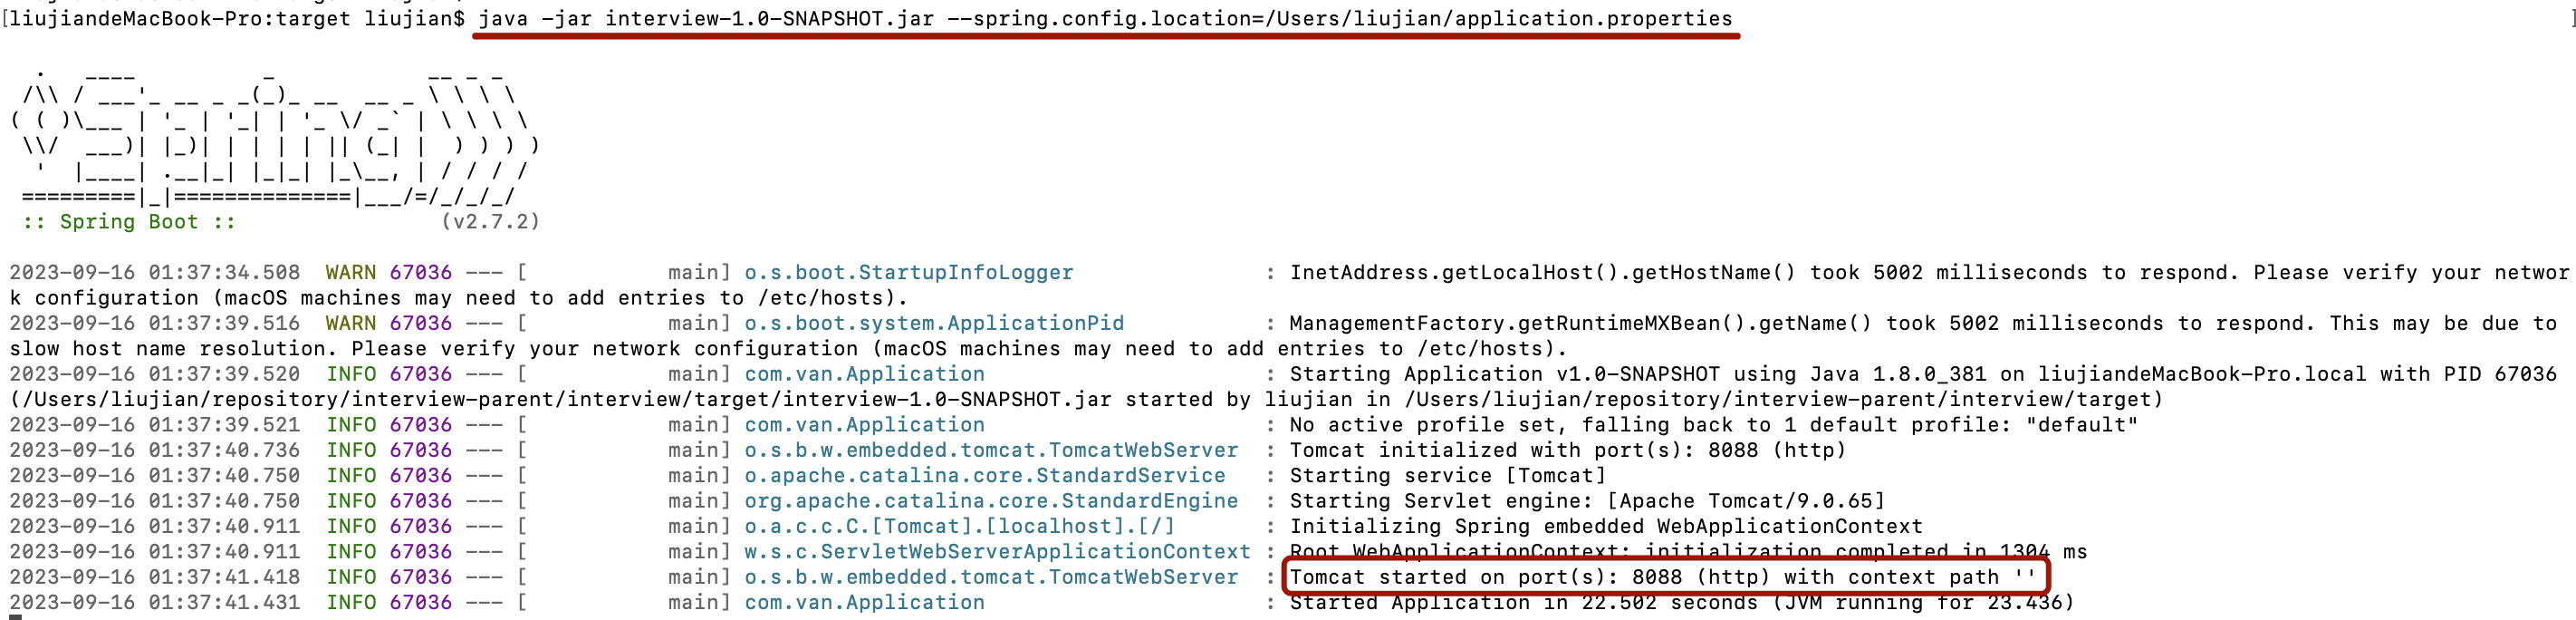 [liujiandeMacBook-Pro:target liujian$ java -jar interview-1.0-SNAPSHOT.jar --spring.config.location=/Users/liujian/application.properties ]
  .   ____          _            __ _ _
 /\\ / ___'_ __ _ _(_)_ __  __ _ \ \ \ \
( ( )\___ | '_ | '_| | '_ \/ _` | \ \ \ \
 \\/  ___)| |_)| | | | | || (_| |  ) ) ) )
  '  |____| .__|_| |_|_| |_\__, | / / / /
 =========|_|==============|___/=/_/_/_/
 :: Spring Boot ::                (v2.7.2)
2023-09-16 01:37:34.508  WARN 67036 --- [           main] o.s.boot.StartupInfoLogger               : InetAddress.getLocalHost().getHostName() took 5002 milliseconds to respond. Please verify your networ
k configuration (macOS machines may need to add entries to /etc/hosts).
2023-09-16 01:37:39.516  WARN 67036 --- [           main] o.s.boot.system.ApplicationPid           : ManagementFactory.getRuntimeMXBean().getName() took 5002 milliseconds to respond. This may be due to
slow host name resolution. Please verify your network configuration (macOS machines may need to add entries to /etc/hosts).
2023-09-16 01:37:39.520  INFO 67036 --- [           main] com.van.Application                      : Starting Application v1.0-SNAPSHOT using Java 1.8.0_381 on liujiandeMacBook-Pro.local with PID 67036
(/Users/liujian/repository/interview-parent/interview/target/interview-1.0-SNAPSHOT.jar started by liujian in /Users/liujian/repository/interview-parent/interview/target)
2023-09-16 01:37:39.521  INFO 67036 --- [           main] com.van.Application                      : No active profile set, falling back to 1 default profile: "default"
2023-09-16 01:37:40.736  INFO 67036 --- [           main] o.s.b.w.embedded.tomcat.TomcatWebServer  : Tomcat initialized with port(s): 8088 (http)
2023-09-16 01:37:40.750  INFO 67036 --- [           main] o.apache.catalina.core.StandardService   : Starting service [Tomcat]
2023-09-16 01:37:40.750  INFO 67036 --- [           main] org.apache.catalina.core.StandardEngine  : Starting Servlet engine: [Apache Tomcat/9.0.65]
2023-09-16 01:37:40.911  INFO 67036 --- [           main] o.a.c.c.C.[Tomcat].[localhost].[/]       : Initializing Spring embedded WebApplicationContext
2023-09-16 01:37:40.911  INFO 67036 --- [           main] w.s.c.ServletWebServerApplicationContext : Root WebApplicationContext: initialization completed in 1304 ms
2023-09-16 01:37:41.418  INFO 67036 --- [           main] o.s.b.w.embedded.tomcat.TomcatWebServer  : Tomcat started on port(s): 8088 (http) with context path ''
2023-09-16 01:37:41.431  INFO 67036 --- [           main] com.van.Application                      : Started Application in 22.502 seconds (JVM running for 23.436)